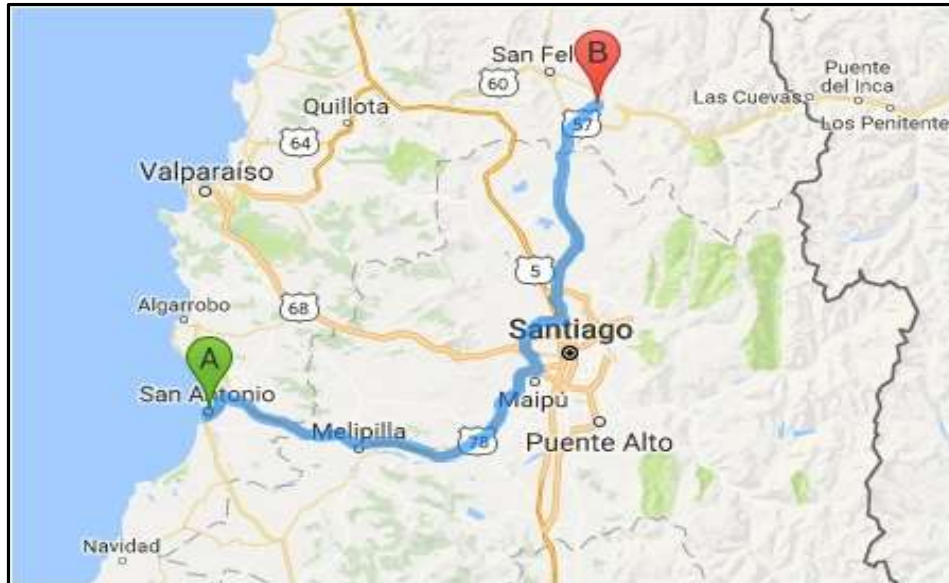 San Fel
B
60
Puente
del Inca
Las Cuevas
Los Penitente
Quillota
57
64
Valparaíso
5
Algarrobo
68
Santiago
A
San Antonio
Maipú
Melipilla
78
Puente Alto
Navidad